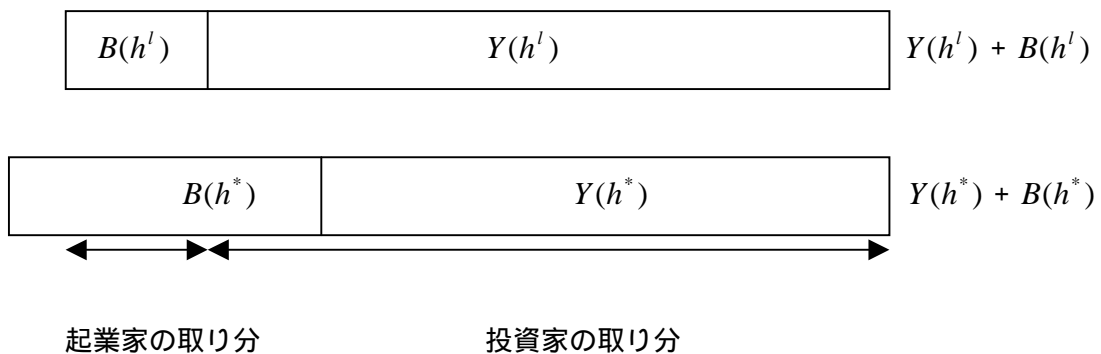 B(h^l) Y(h^l) Y(h^l) + B(h^l)
B(h^*) Y(h^*) Y(h^*) + B(h^*)
起業家の取り分 投資家の取り分